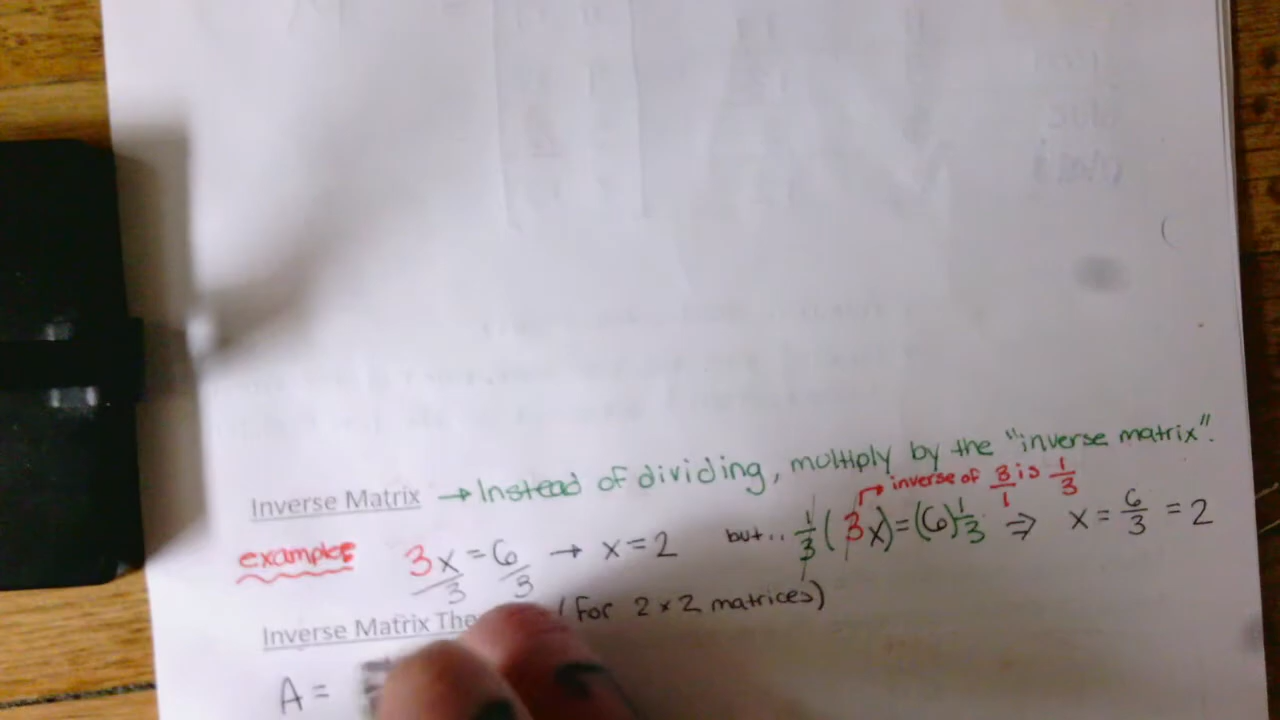 Inverse Matrix → Instead of dividing, multiply by the "inverse matrix".
inverse of 3/1 is 1/3
example: 3x/3 = 6/3 → x = 2 but.. 1/3(3x) = (6)1/3 ⇒ x = 6/3 = 2
Inverse Matrix (for 2 × 2 matrices)
A =